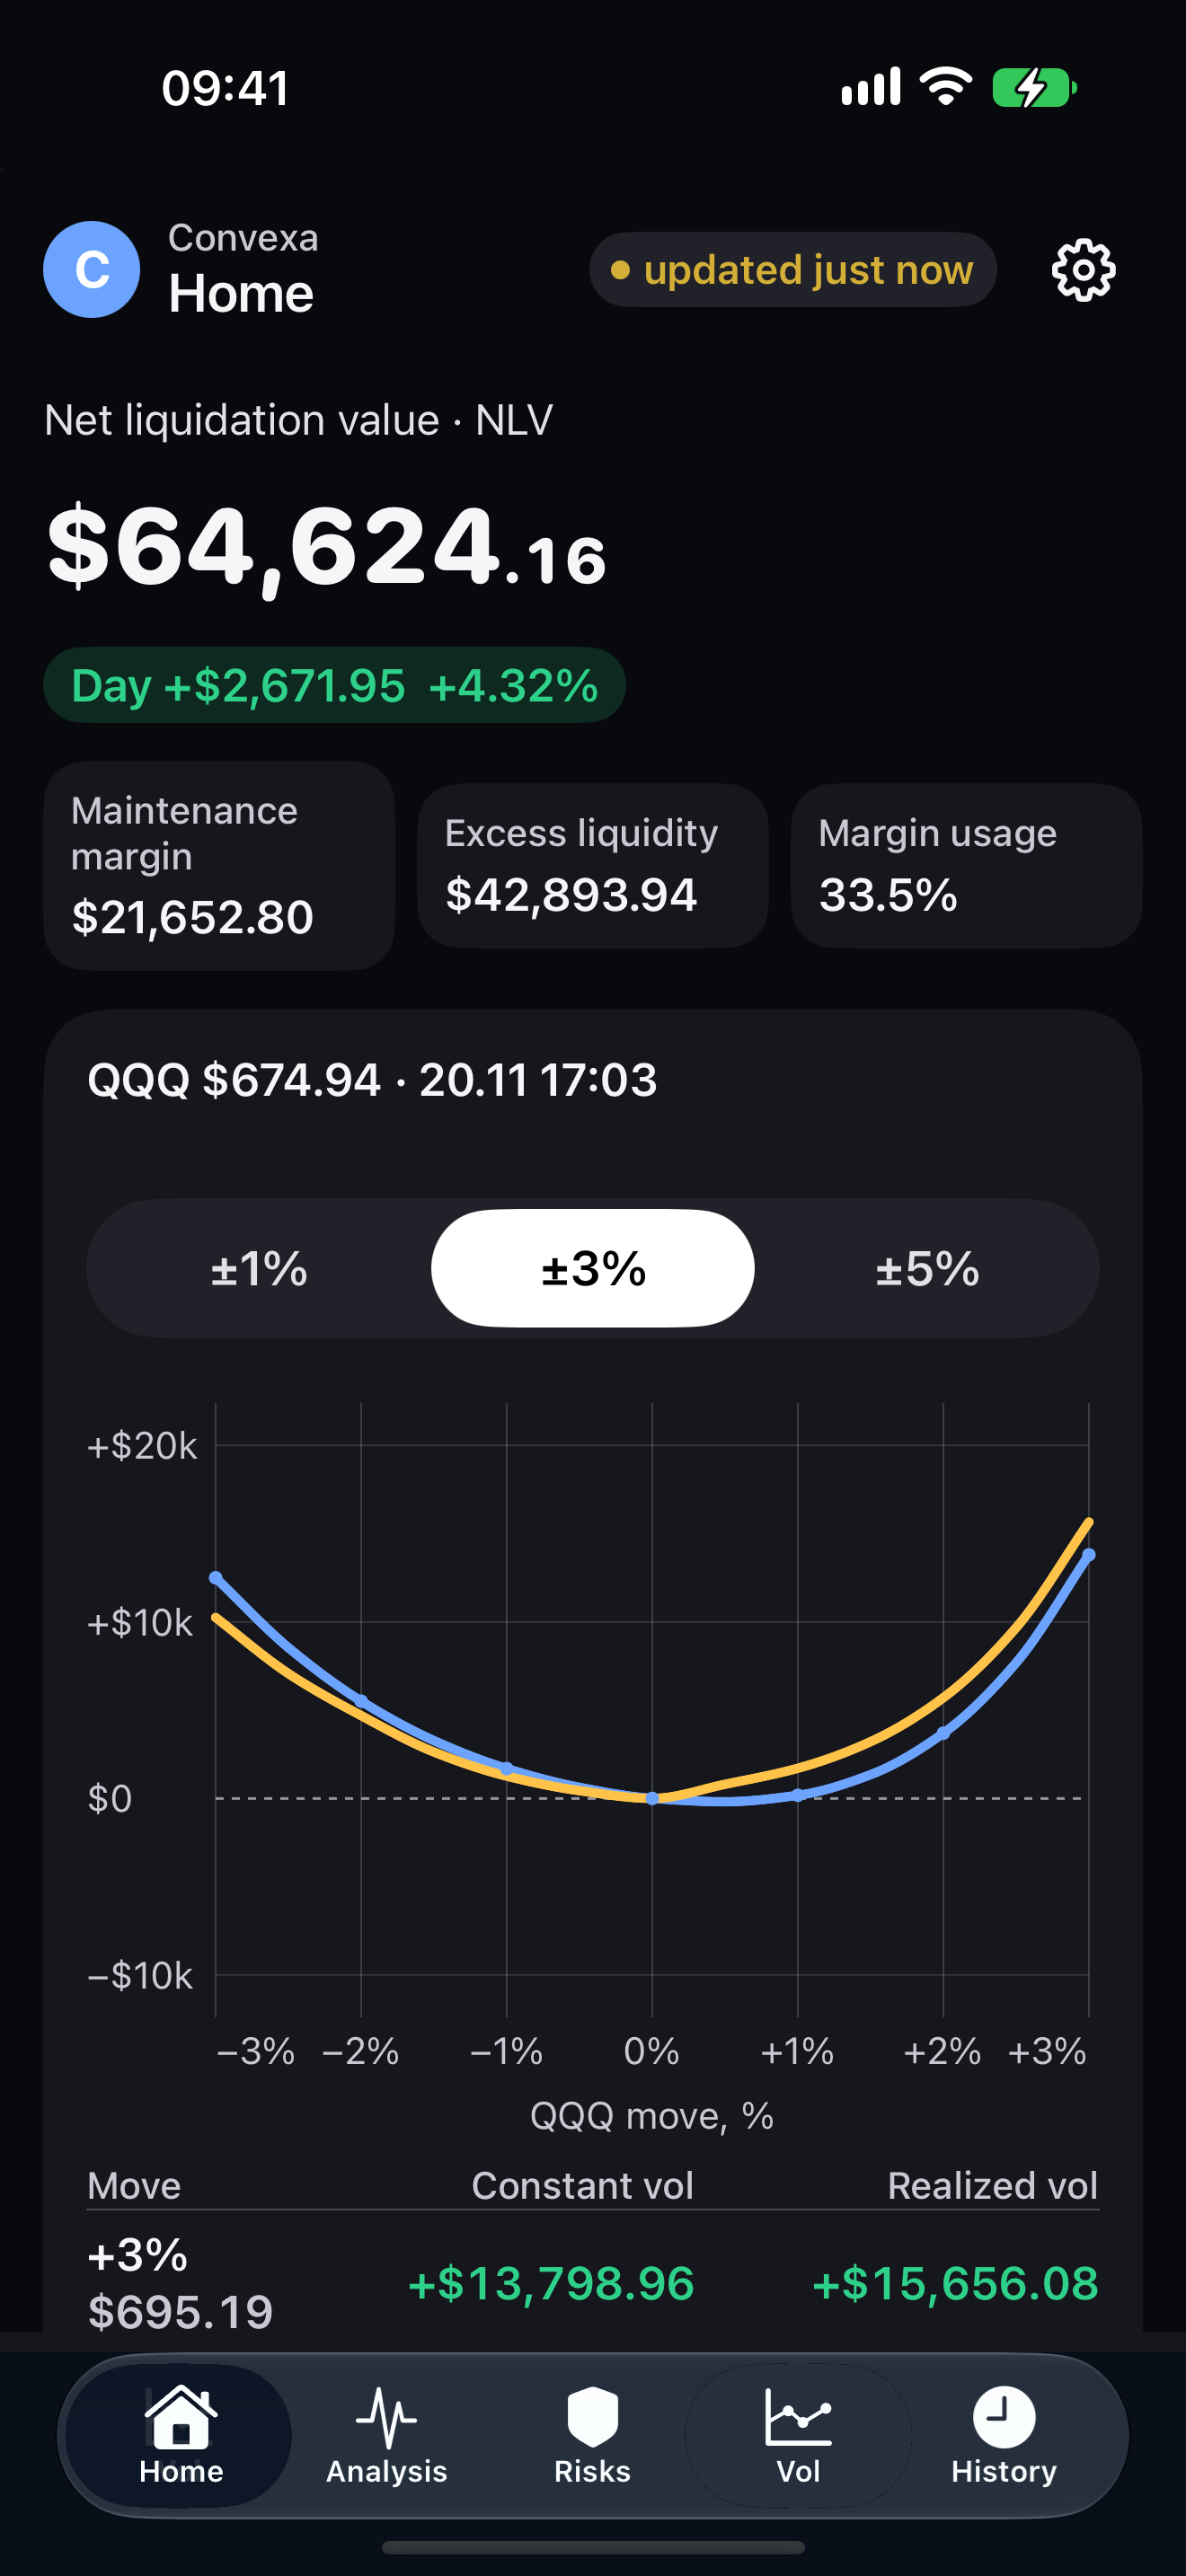 09:41
C
Convexa
Home
updated just now
Net liquidation value · NLV
$64,624.16
Day +$2,671.95 +4.32%
Maintenance
margin
$21,652.80
Excess liquidity
$42,893.94
Margin usage
33.5%
QQQ $674.94 · 20.11 17:03
±1%
±3%
±5%
+$20k
+$10k
$0
−$10k
−3% −2% −1% 0% +1% +2% +3%
QQQ move, %
Move Constant vol Realized vol
+3%
$695.19
+$13,798.96 +$15,656.08
Home Analysis Risks Vol History